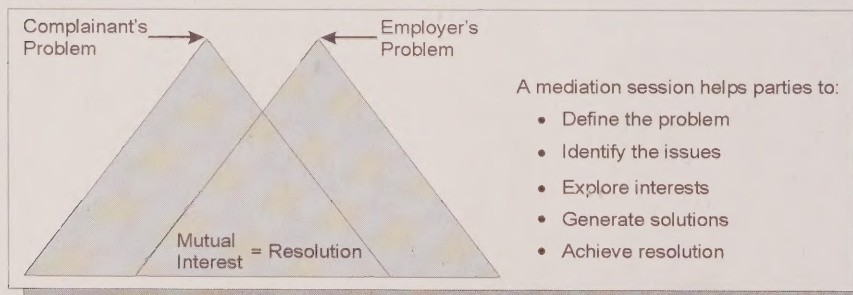 Complainant's
Problem
Employer's
Problem
Mutual
Interest = Resolution
A mediation session helps parties to:
• Define the problem
• Identify the issues
• Explore interests
• Generate solutions
• Achieve resolution